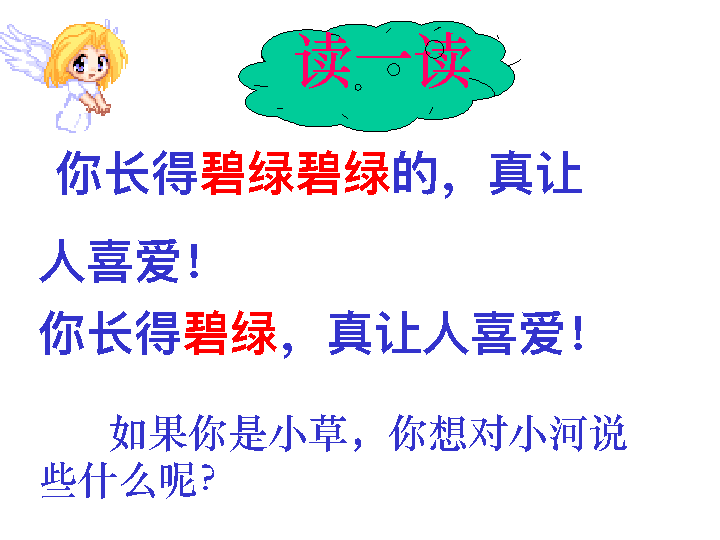 读一读
你长得碧绿碧绿的，真让
人喜爱！
你长得碧绿，真让人喜爱！
如果你是小草，你想对小河说
些什么呢？